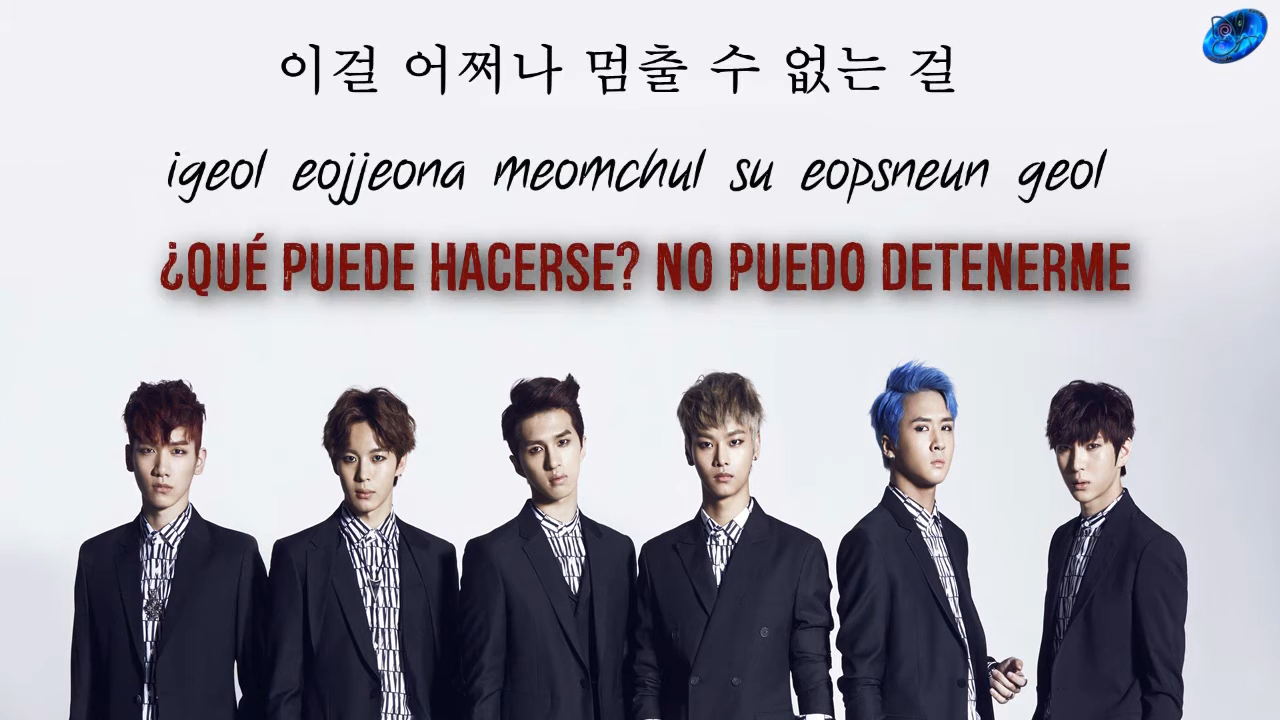 이걸 어쩌나 멈출 수 없는 걸
igeol eojjeona meomchul su eopsneun geol
¿QUÉ PUEDE HACERSE? NO PUEDO DETENERME